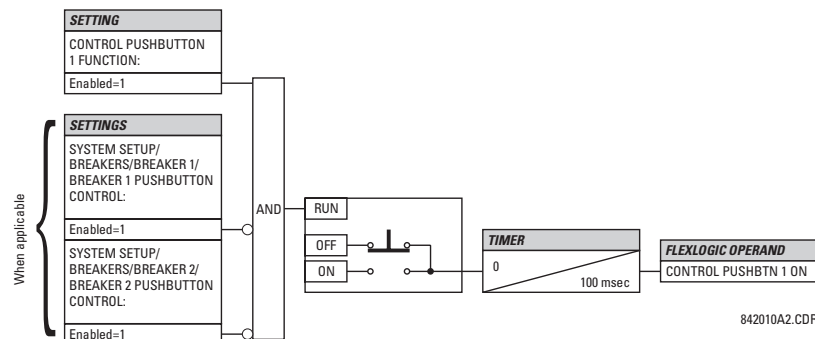 SETTING
CONTROL PUSHBUTTON
1 FUNCTION:
Enabled=1
When applicable
SETTINGS
SYSTEM SETUP/
BREAKERS/BREAKER 1/
BREAKER 1 PUSHBUTTON
CONTROL:
Enabled=1
SYSTEM SETUP/
BREAKERS/BREAKER 2/
BREAKER 2 PUSHBUTTON
CONTROL:
Enabled=1
AND
RUN
OFF
ON
TIMER
0
100 msec
FLEXLOGIC OPERAND
CONTROL PUSHBTN 1 ON
842010A2.CDR